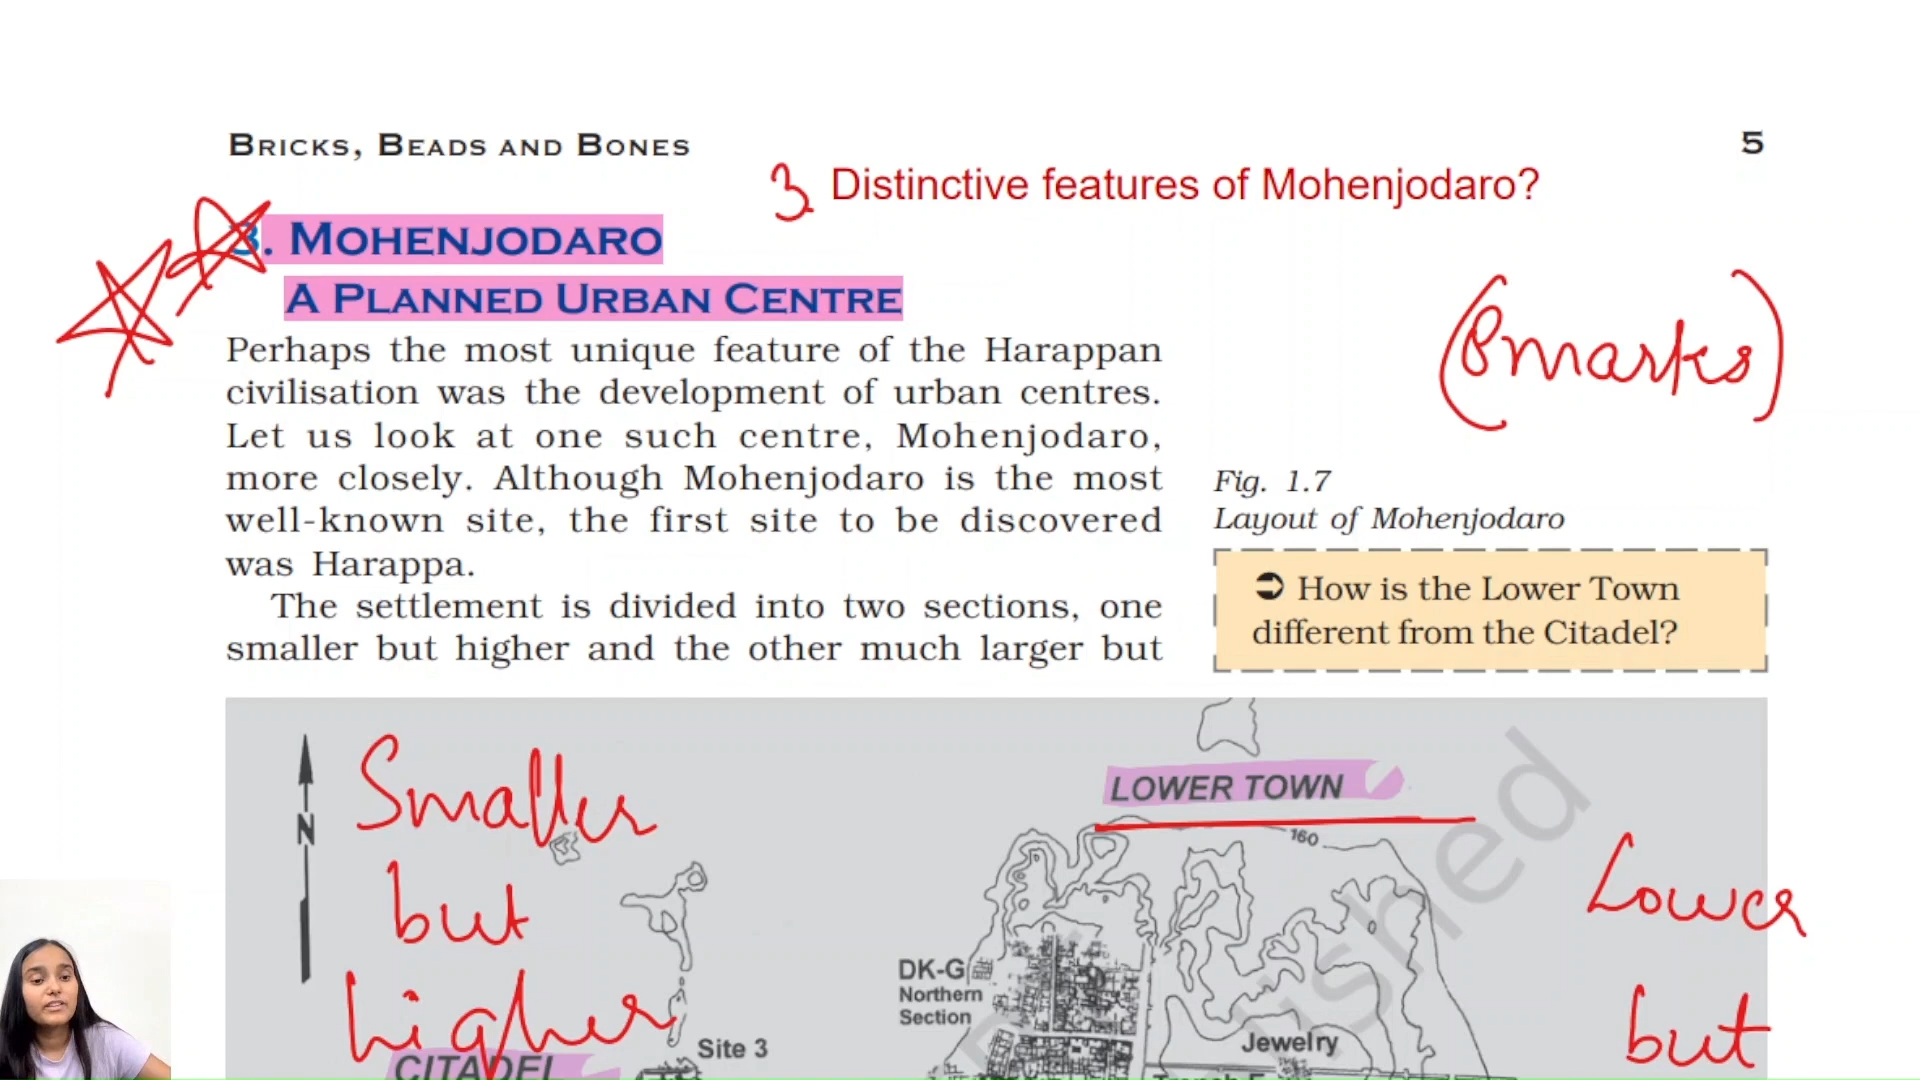 BRICKS, BEADS AND BONES
5
3 Distinctive features of Mohenjodaro?
3. MOHENJODARO
A PLANNED URBAN CENTRE
Perhaps the most unique feature of the Harappan
civilisation was the development of urban centres.
Let us look at one such centre, Mohenjodaro,
more closely. Although Mohenjodaro is the most
well-known site, the first site to be discovered
was Harappa.
The settlement is divided into two sections, one
smaller but higher and the other much larger but
(8marks)
Fig. 1.7
Layout of Mohenjodaro
➲ How is the Lower Town
different from the Citadel?
N
Smaller
but
higher
CITADEL
Site 3
LOWER TOWN
160
DK-G
Northern
Section
Jewelry
Lower
but
ished